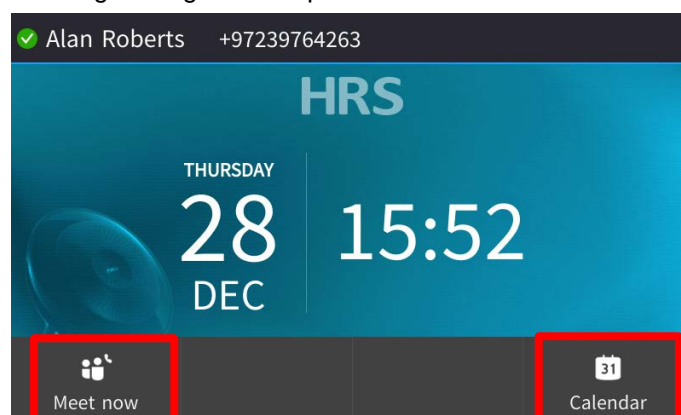 Alan Roberts +97239764263
HRS
THURSDAY
28
DEC
15:52
31
Meet now
Calendar